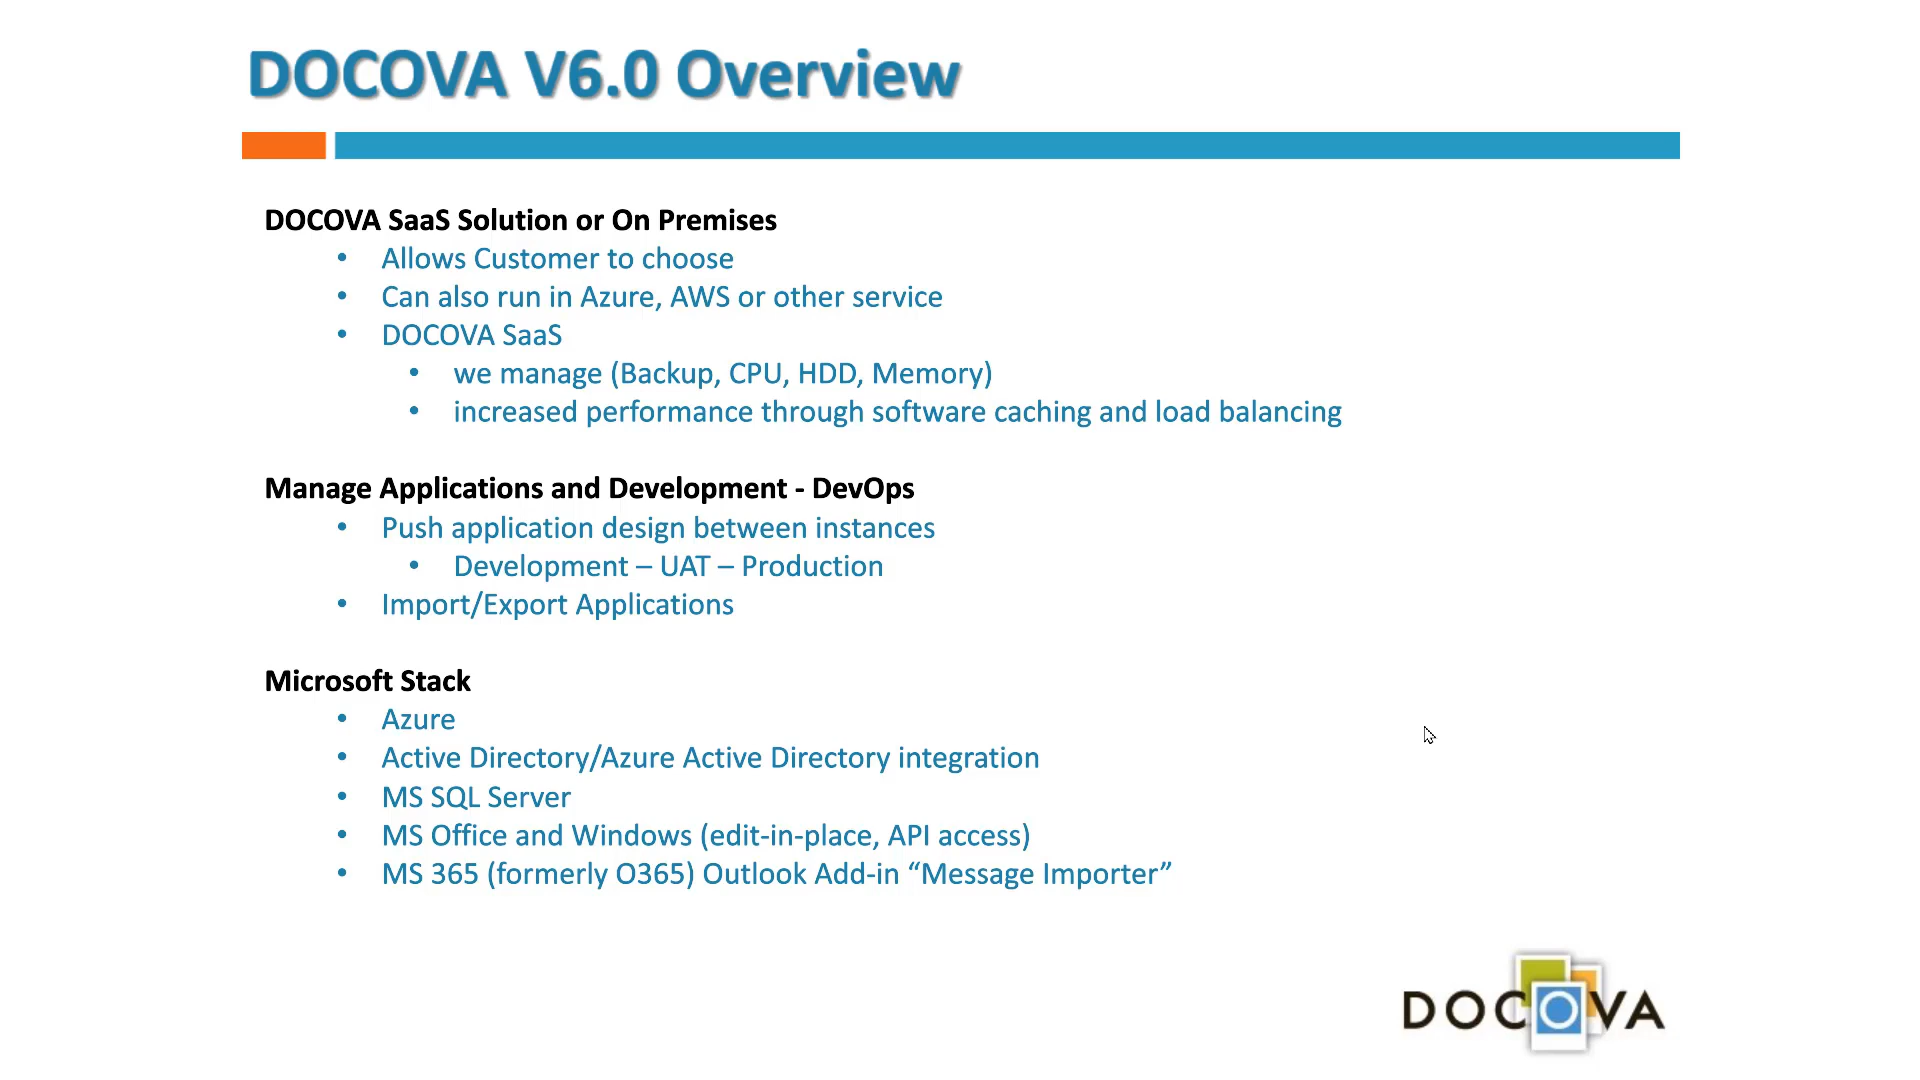 DOCOVA V6.0 Overview
DOCOVA SaaS Solution or On Premises
• Allows Customer to choose
• Can also run in Azure, AWS or other service
• DOCOVA SaaS
• we manage (Backup, CPU, HDD, Memory)
• increased performance through software caching and load balancing
Manage Applications and Development - DevOps
• Push application design between instances
• Development – UAT – Production
• Import/Export Applications
Microsoft Stack
• Azure
• Active Directory/Azure Active Directory integration
• MS SQL Server
• MS Office and Windows (edit-in-place, API access)
• MS 365 (formerly O365) Outlook Add-in “Message Importer”
DOCOVA